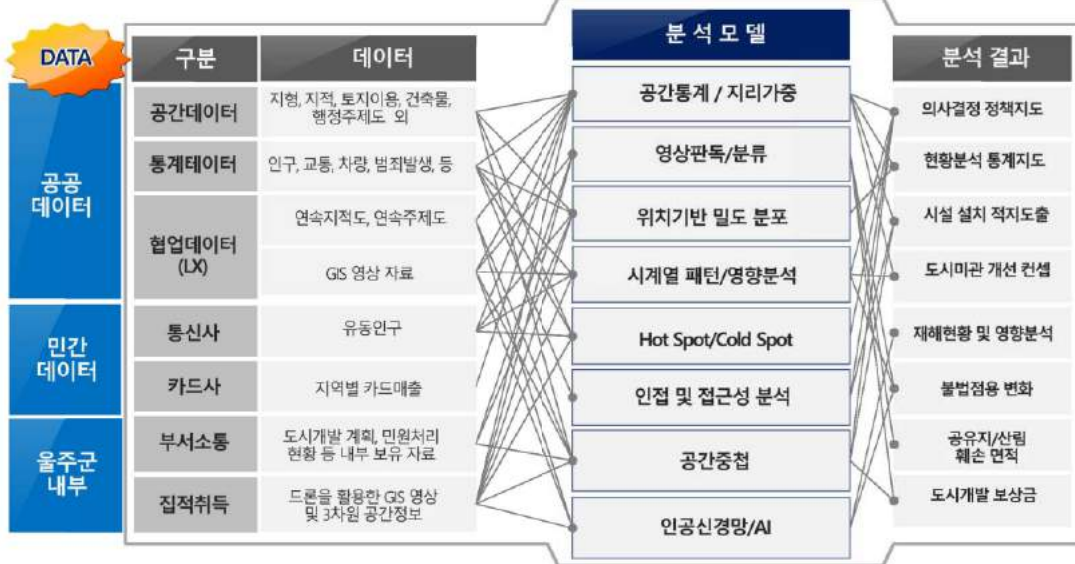 DATA
구분
데이터
분 석 모 델
분석 결과
공공
데이터
공간데이터
지형, 지적, 토지이용, 건축물,
행정주제도 외
통계테이터
인구, 교통, 차량, 범죄발생, 등
협업데이터
(LX)
연속지적도, 연속주제도
GIS 영상 자료
민간
데이터
통신사
유동인구
카드사
지역별 카드매출
울주군
내부
부서소통
도시개발 계획, 민원처리
현황 등 내부 보유 자료
집적취득
드론을 활용한 GIS 영상
및 3차원 공간정보
공간통계 / 지리가중
영상판독/분류
위치기반 밀도 분포
시계열 패턴/영향분석
Hot Spot/Cold Spot
인접 및 접근성 분석
공간중첩
인공신경망/AI
의사결정 정책지도
현황분석 통계지도
시설 설치 적지도출
도시미관 개선 컨셉
재해현황 및 영향분석
불법점용 변화
공유지/산림
훼손 면적
도시개발 보상금